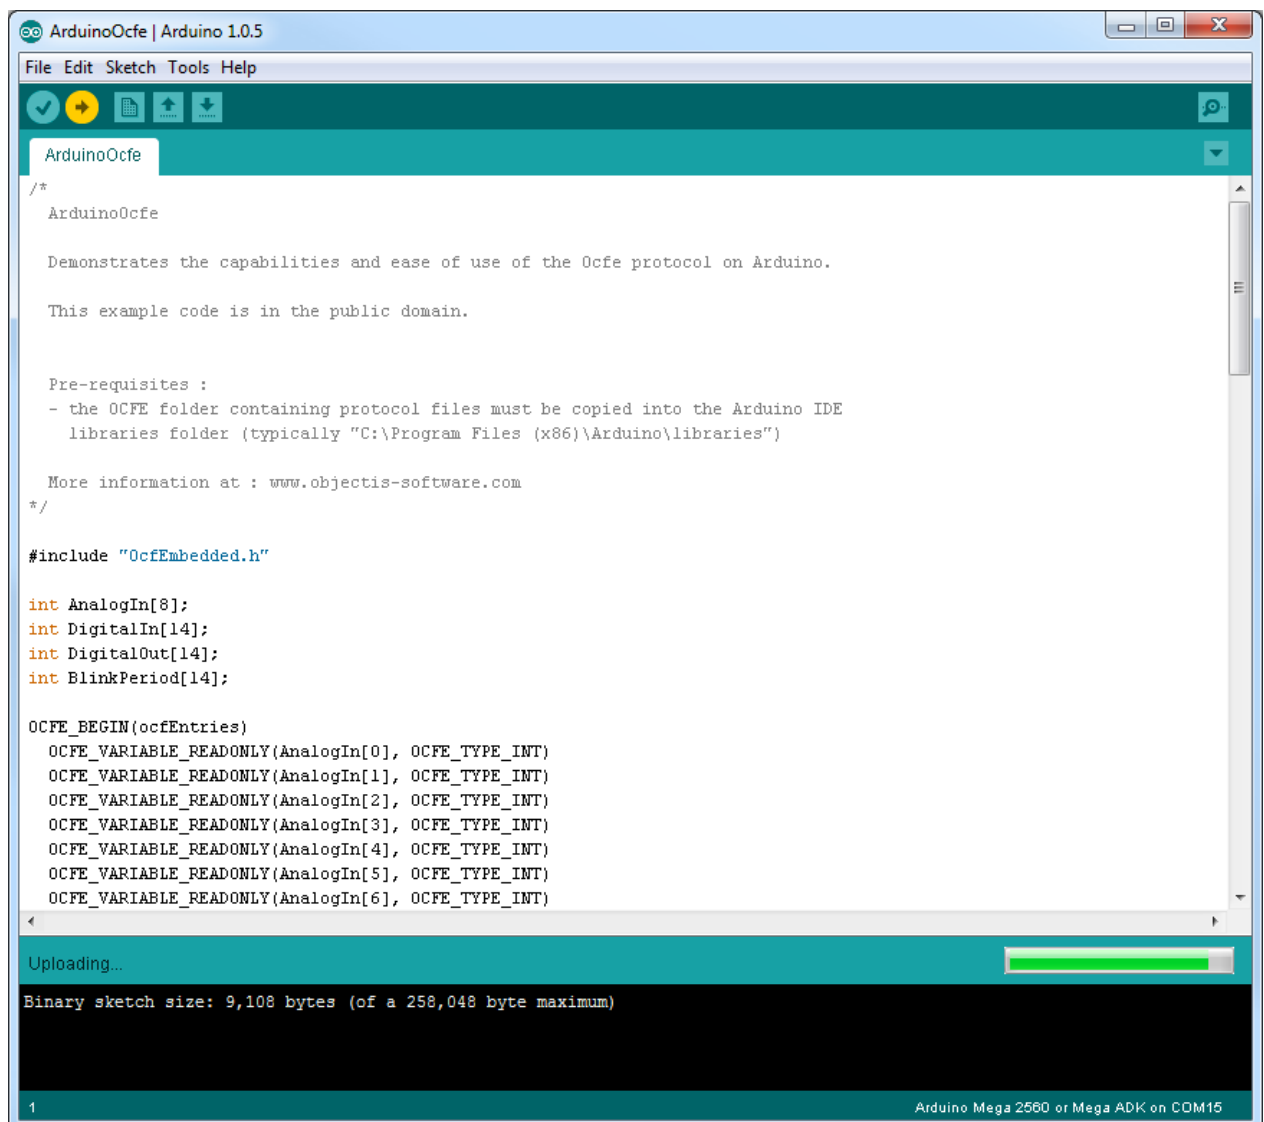 ArduinoOcfe | Arduino 1.0.5
File Edit Sketch Tools Help
ArduinoOcfe
/*
  ArduinoOcfe
  Demonstrates the capabilities and ease of use of the Ocfe protocol on Arduino.
  This example code is in the public domain.
  Pre-requisites :
  - the OCFE folder containing protocol files must be copied into the Arduino IDE
    libraries folder (typically "C:\Program Files (x86)\Arduino\libraries")
  More information at : www.objectis-software.com
*/
#include "OcfEmbedded.h"
int AnalogIn[8];
int DigitalIn[14];
int DigitalOut[14];
int BlinkPeriod[14];
OCFE_BEGIN(ocfEntries)
  OCFE_VARIABLE_READONLY(AnalogIn[0], OCFE_TYPE_INT)
  OCFE_VARIABLE_READONLY(AnalogIn[1], OCFE_TYPE_INT)
  OCFE_VARIABLE_READONLY(AnalogIn[2], OCFE_TYPE_INT)
  OCFE_VARIABLE_READONLY(AnalogIn[3], OCFE_TYPE_INT)
  OCFE_VARIABLE_READONLY(AnalogIn[4], OCFE_TYPE_INT)
  OCFE_VARIABLE_READONLY(AnalogIn[5], OCFE_TYPE_INT)
  OCFE_VARIABLE_READONLY(AnalogIn[6], OCFE_TYPE_INT)
Uploading...
Binary sketch size: 9,108 bytes (of a 258,048 byte maximum)
1
Arduino Mega 2560 or Mega ADK on COM15